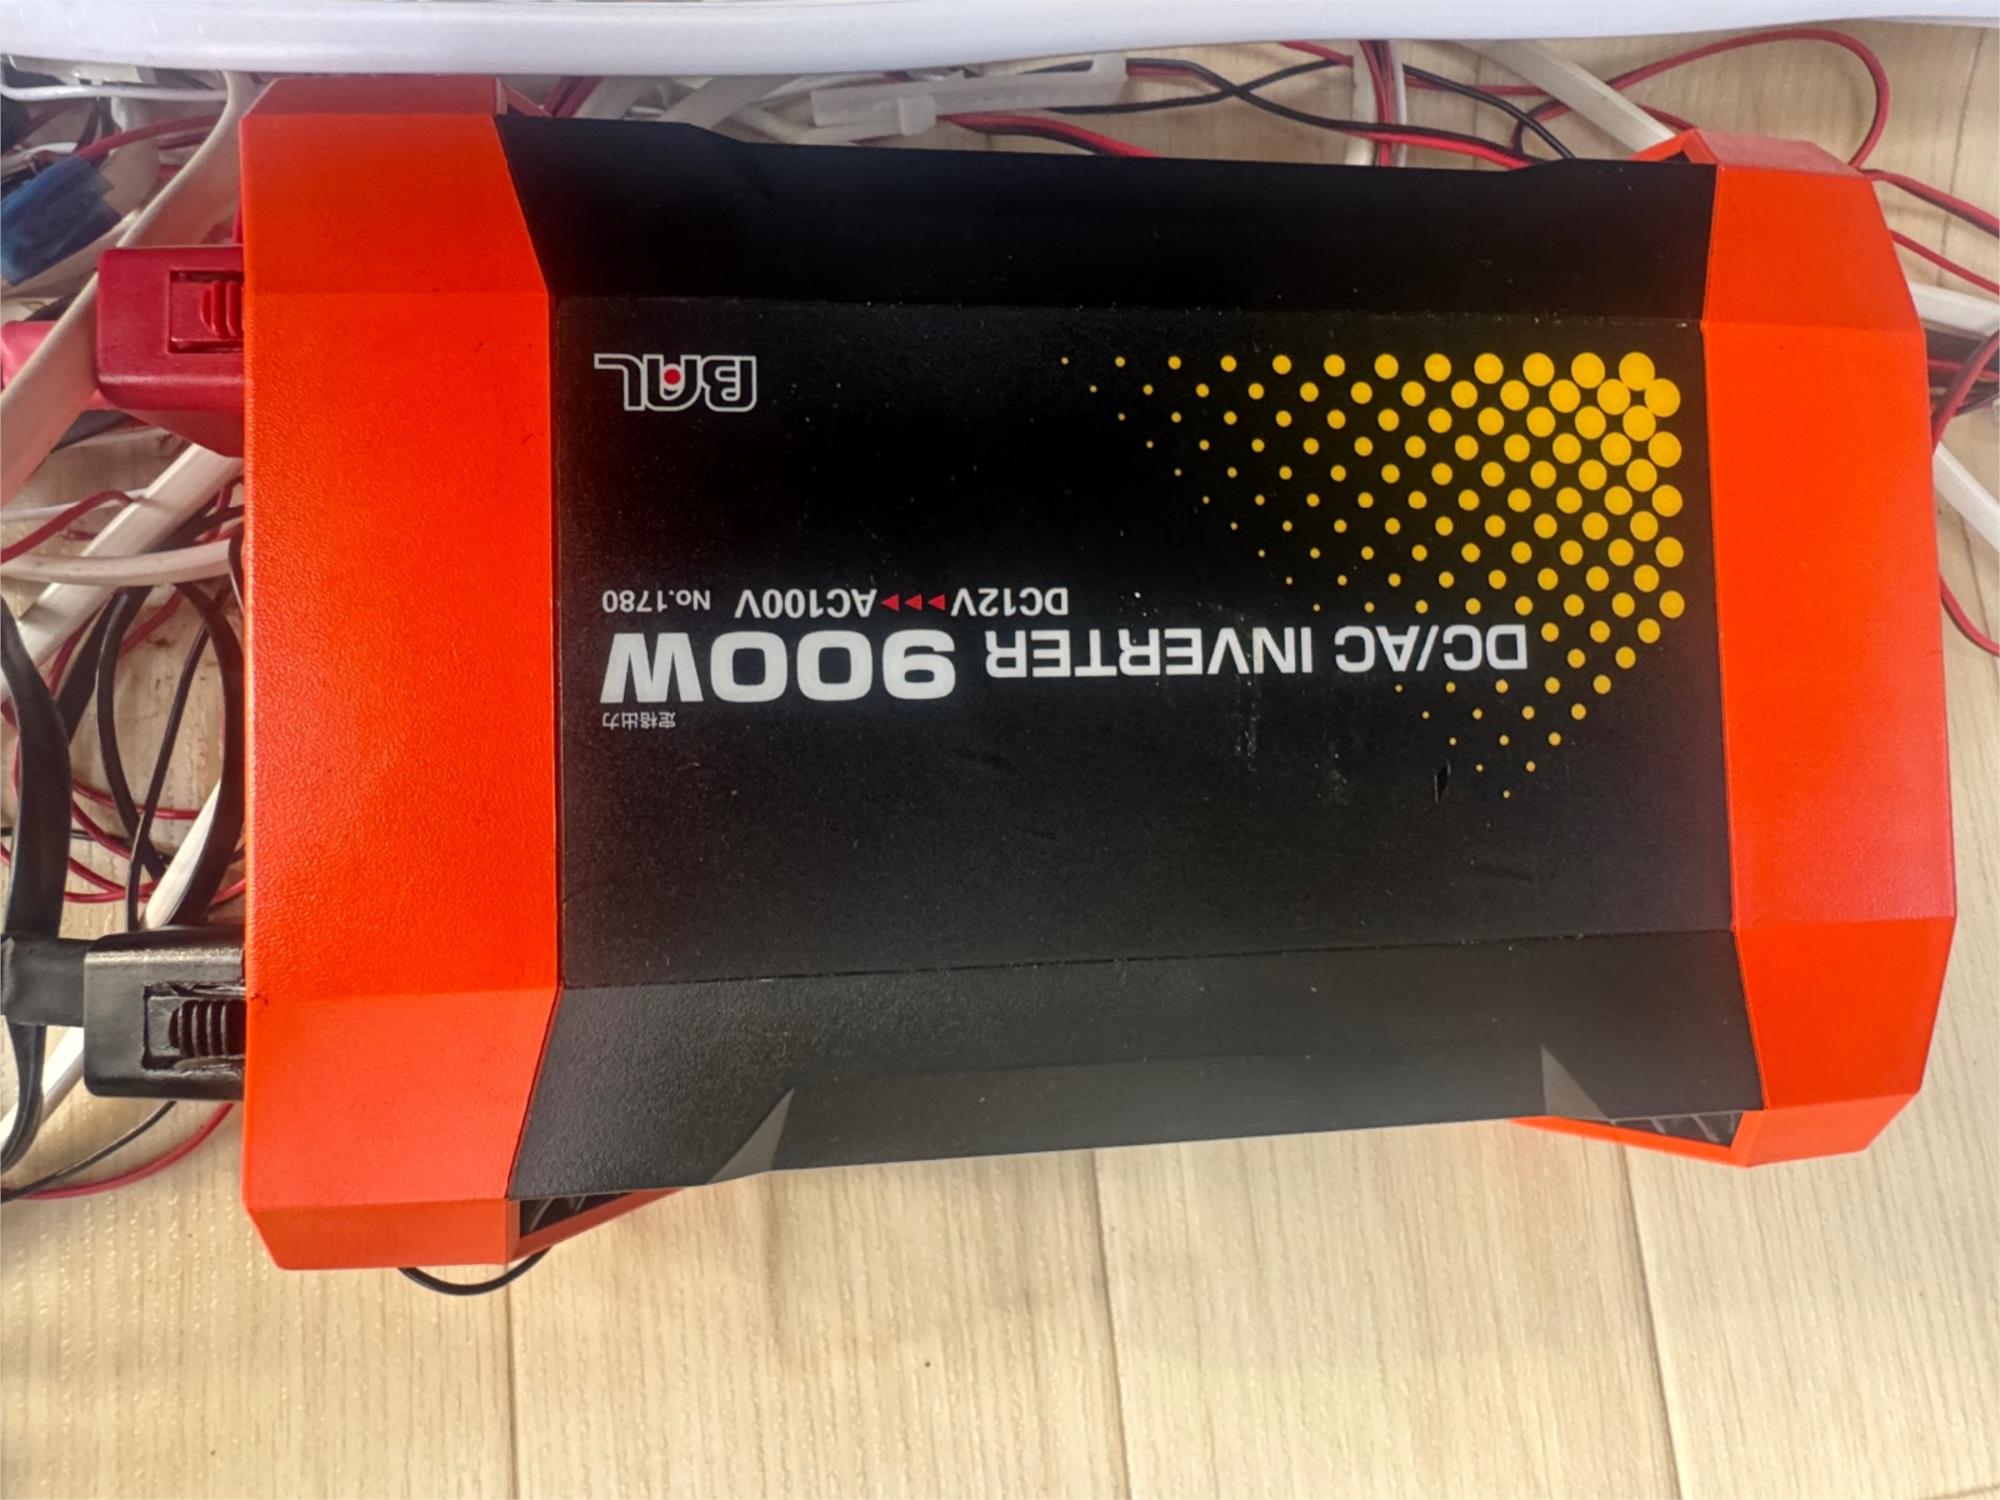 定格出力
DC/AC INVERTER 900W
DC12V▶▶▶AC100V No.1780
BAL